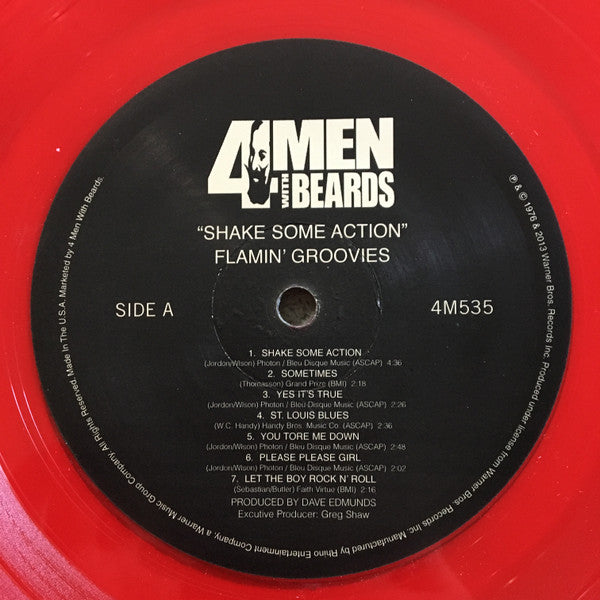 4 MEN
WITH BEARDS
“SHAKE SOME ACTION”
FLAMIN’ GROOVIES
SIDE A
4M535
1. SHAKE SOME ACTION
(Jordon/Wlson) Photon / Bleu Disque Music (ASCAP) 4:36
2. SOMETIMES
(Thomasson) Grand Prize (BMI) 2:18
3. YES IT’S TRUE
(Jordon/Wilson) Photon / Bleu Disque Music (ASCAP) 2:26
4. ST. LOUIS BLUES
(W.C. Handy) Handy Bros. Music Co. (ASCAP) 2:36
5. YOU TORE ME DOWN
(Jordon/Wilson) Photon / Bleu Disque Music (ASCAP) 2:48
6. PLEASE PLEASE GIRL
(Jordon/Wilson) Photon / Bleu Disque Music (ASCAP) 2:02
7. LET THE BOY ROCK N’ ROLL
(Sebastian/Butler) Faith Virtue (BMI) 2:16
PRODUCED BY DAVE EDMUNDS
Excutive Producer: Greg Shaw
℗ & © 1976 & 2013 Warner Bros. Records Inc. Produced under license from Warner Bros. Records Inc. Manufactured by Rhino Entertainment Company, a Warner Music Group Company. All Rights Reserved. Made In The U.S.A. Marketed by 4 Men With Beards.